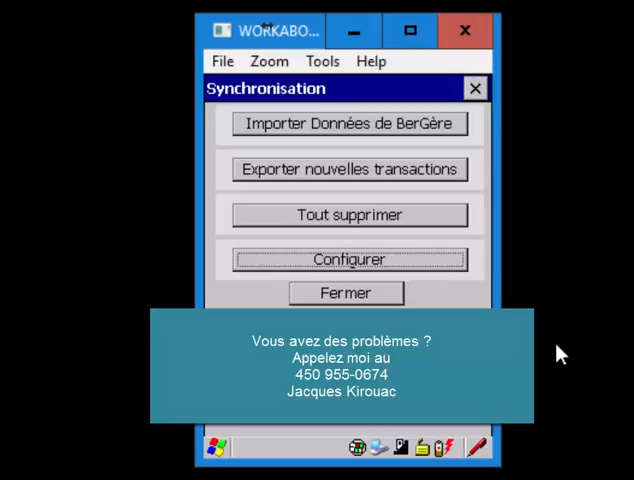 WORKABO...
File Zoom Tools Help
Synchronisation
Importer Données de BerGère
Exporter nouvelles transactions
Tout supprimer
Configurer
Fermer
Vous avez des problèmes ?
Appelez moi au
450 955-0674
Jacques Kirouac